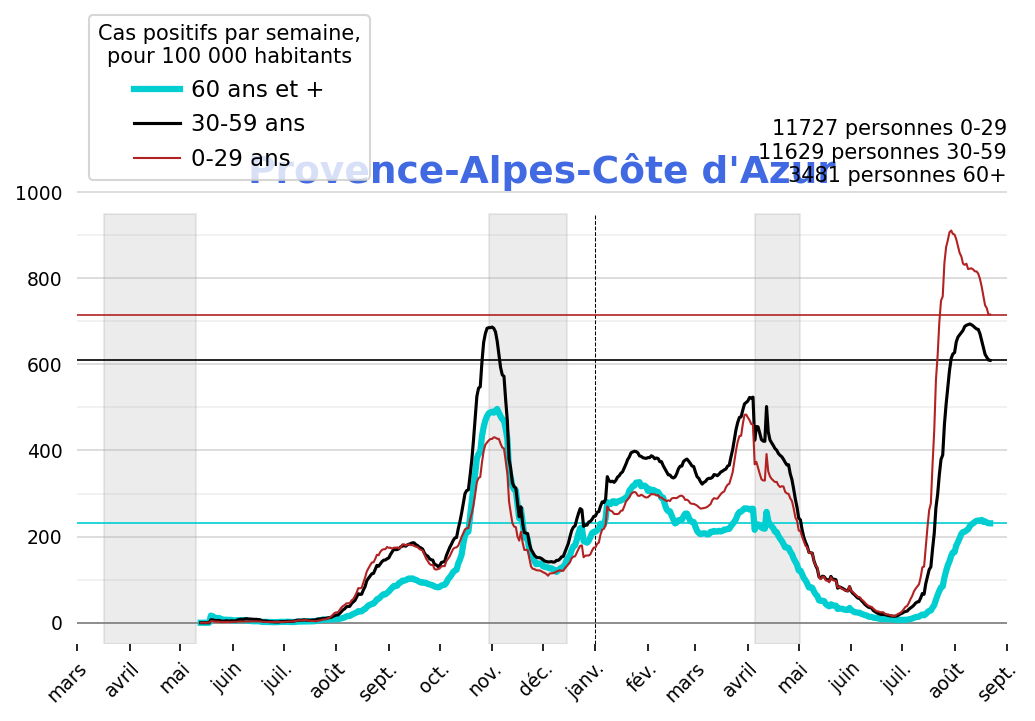 Cas positifs par semaine,
pour 100 000 habitants
60 ans et +
30-59 ans
0-29 ans
Provence-Alpes-Côte d'Azur
11727 personnes 0-29
11629 personnes 30-59
3481 personnes 60+
1000
800
600
400
200
0
mars
avril
mai
juin
juil.
août
sept.
oct.
nov.
déc.
janv.
fév.
mars
avril
mai
juin
juil.
août
sept.